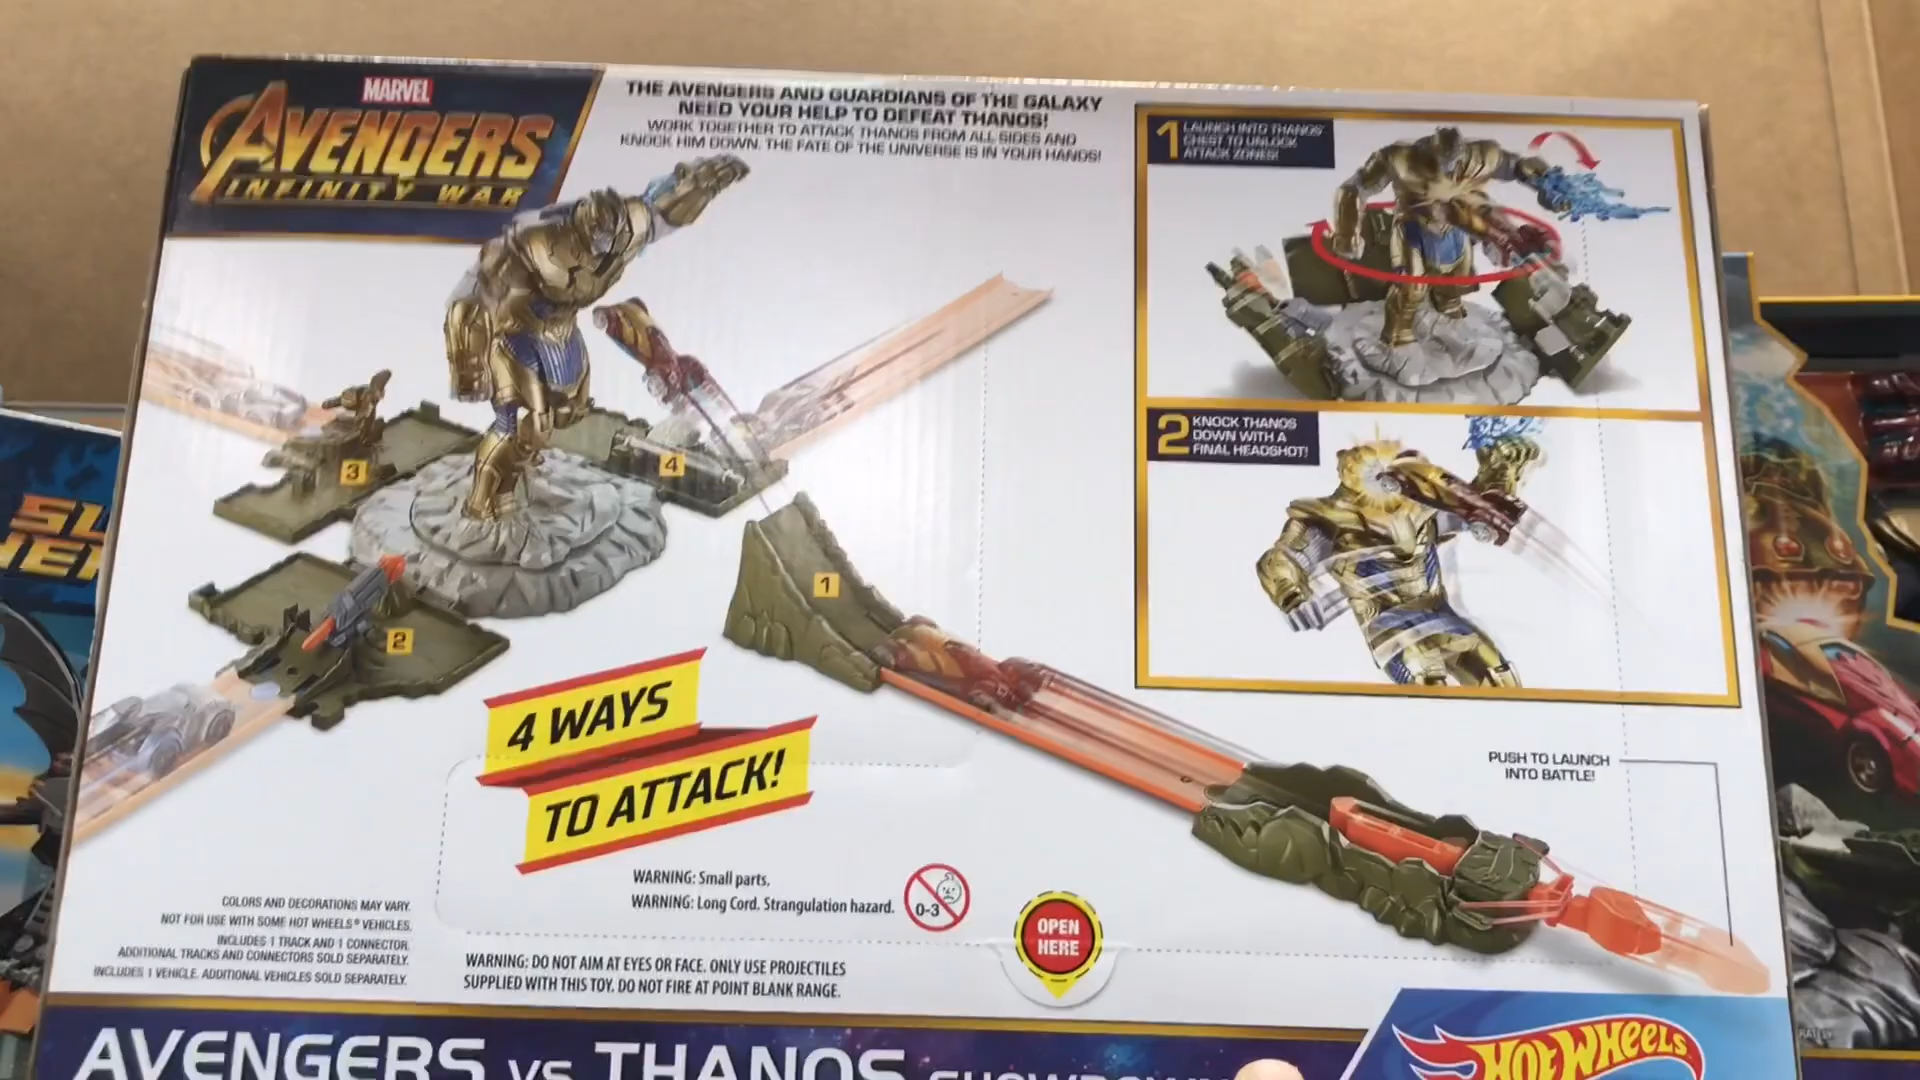 MARVEL
AVENGERS
INFINITY WAR
THE AVENGERS AND GUARDIANS OF THE GALAXY
NEED YOUR HELP TO DEFEAT THANOS!
WORK TOGETHER TO ATTACK THANOS FROM ALL SIDES AND
KNOCK HIM DOWN. THE FATE OF THE UNIVERSE IS IN YOUR HANDS!
1
LAUNCH INTO THANOS'
CHEST TO UNLOCK
ATTACK ZONES!
2
KNOCK THANOS
DOWN WITH A
FINAL HEADSHOT!
3
4
1
2
4 WAYS
TO ATTACK!
PUSH TO LAUNCH
INTO BATTLE!
WARNING: Small parts.
WARNING: Long Cord. Strangulation hazard.
0-3
OPEN
HERE
COLORS AND DECORATIONS MAY VARY.
NOT FOR USE WITH SOME HOT WHEELS® VEHICLES.
INCLUDES 1 TRACK AND 1 CONNECTOR.
ADDITIONAL TRACKS AND CONNECTORS SOLD SEPARATELY.
INCLUDES 1 VEHICLE. ADDITIONAL VEHICLES SOLD SEPARATELY.
WARNING: DO NOT AIM AT EYES OR FACE. ONLY USE PROJECTILES
SUPPLIED WITH THIS TOY. DO NOT FIRE AT POINT BLANK RANGE.
AVENGERS VS THANOS SHOWDOWN
HOT WHEELS